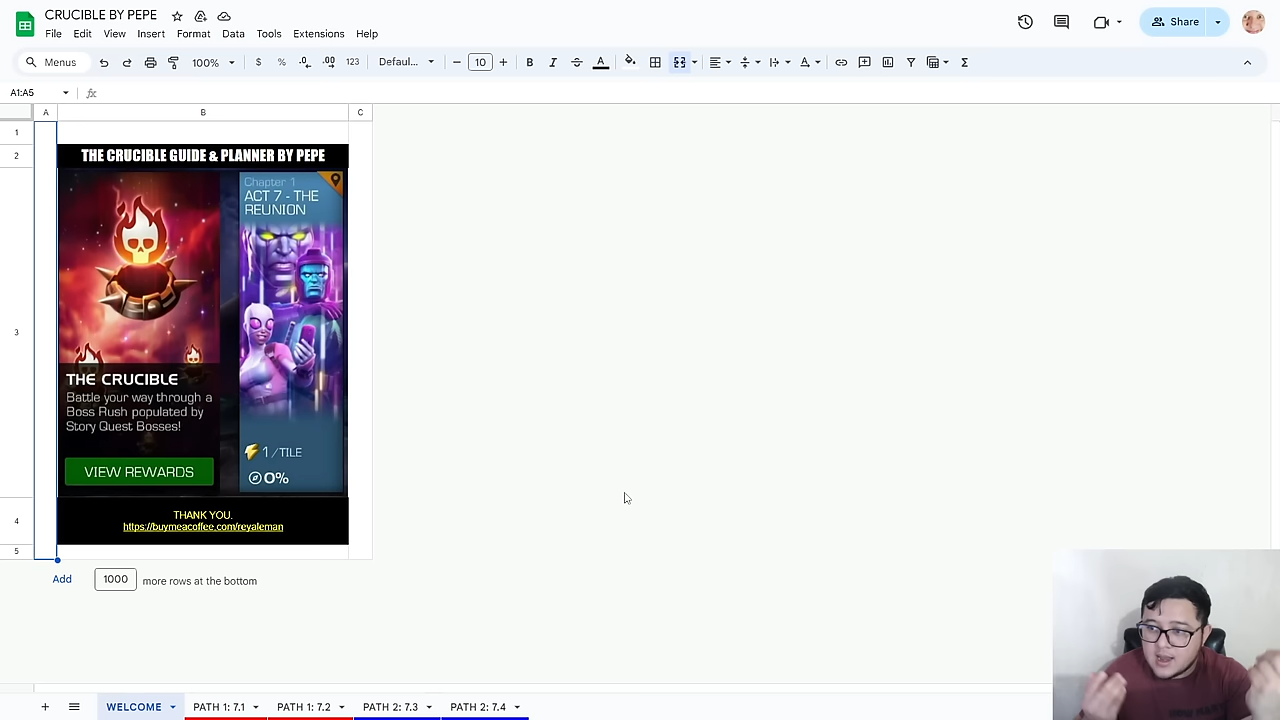 CRUCIBLE BY PEPE
File Edit View Insert Format Data Tools Extensions Help
Share
Menus 100% $ % .0 .00 123 Defaul... − 10 + B I A Σ
A1:A5 fx
A B C
1
2 THE CRUCIBLE GUIDE & PLANNER BY PEPE
Chapter 1
ACT 7 - THE
REUNION
3
THE CRUCIBLE
Battle your way through a
Boss Rush populated by
Story Quest Bosses!
1/TILE
VIEW REWARDS
0%
THANK YOU.
4
https://buymeacoffee.com/reyaleman
5
Add 1000 more rows at the bottom
WELCOME PATH 1: 7.1 PATH 1: 7.2 PATH 2: 7.3 PATH 2: 7.4